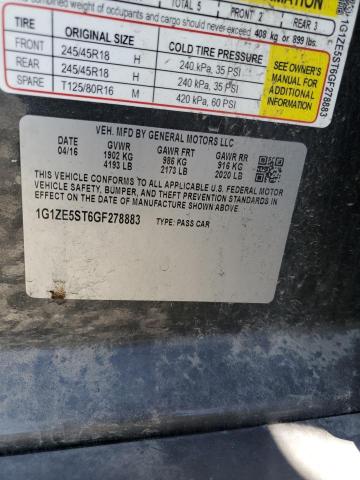 TOTAL 5 FRONT 2 REAR 3
combined weight of occupants and cargo should never exceed 408 kg or 899 lbs.
TIRE ORIGINAL SIZE COLD TIRE PRESSURE
FRONT 245/45R18 H 240 kPa, 35 PSI
REAR 245/45R18 H 240 kPa, 35 PSI
SPARE T125/80R16 M 420 kPa, 60 PSI
SEE OWNER'S
MANUAL FOR
ADDITIONAL
INFORMATION
1G1ZE5ST6GF278883
VEH. MFD BY GENERAL MOTORS LLC
04/16 GVWR GAWR FRT GAWR RR
1902 KG 986 KG 916 KG
4193 LB 2173 LB 2020 LB
THIS VEHICLE CONFORMS TO ALL APPLICABLE U.S. FEDERAL MOTOR
VEHICLE SAFETY, BUMPER, AND THEFT PREVENTION STANDARDS IN
EFFECT ON THE DATE OF MANUFACTURE SHOWN ABOVE.
1G1ZE5ST6GF278883 TYPE: PASS CAR